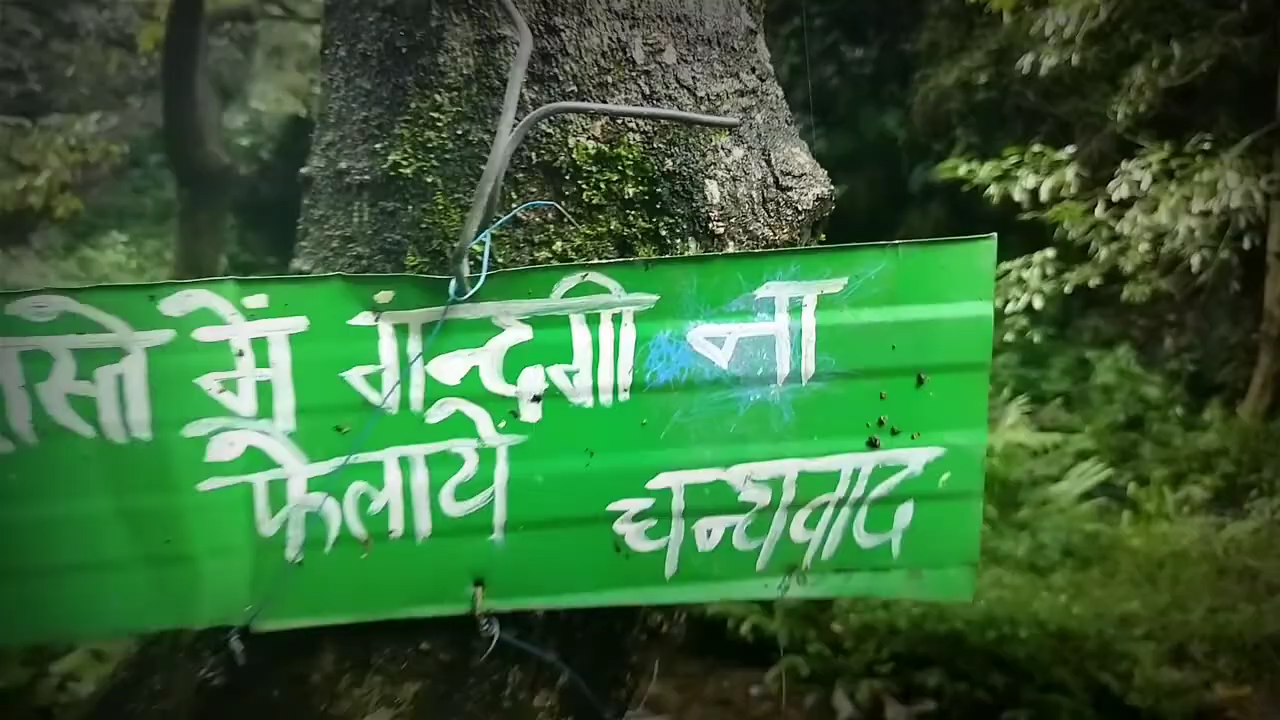 ास्ते में गंन्दगी ना
फेलाये धन्यवाद